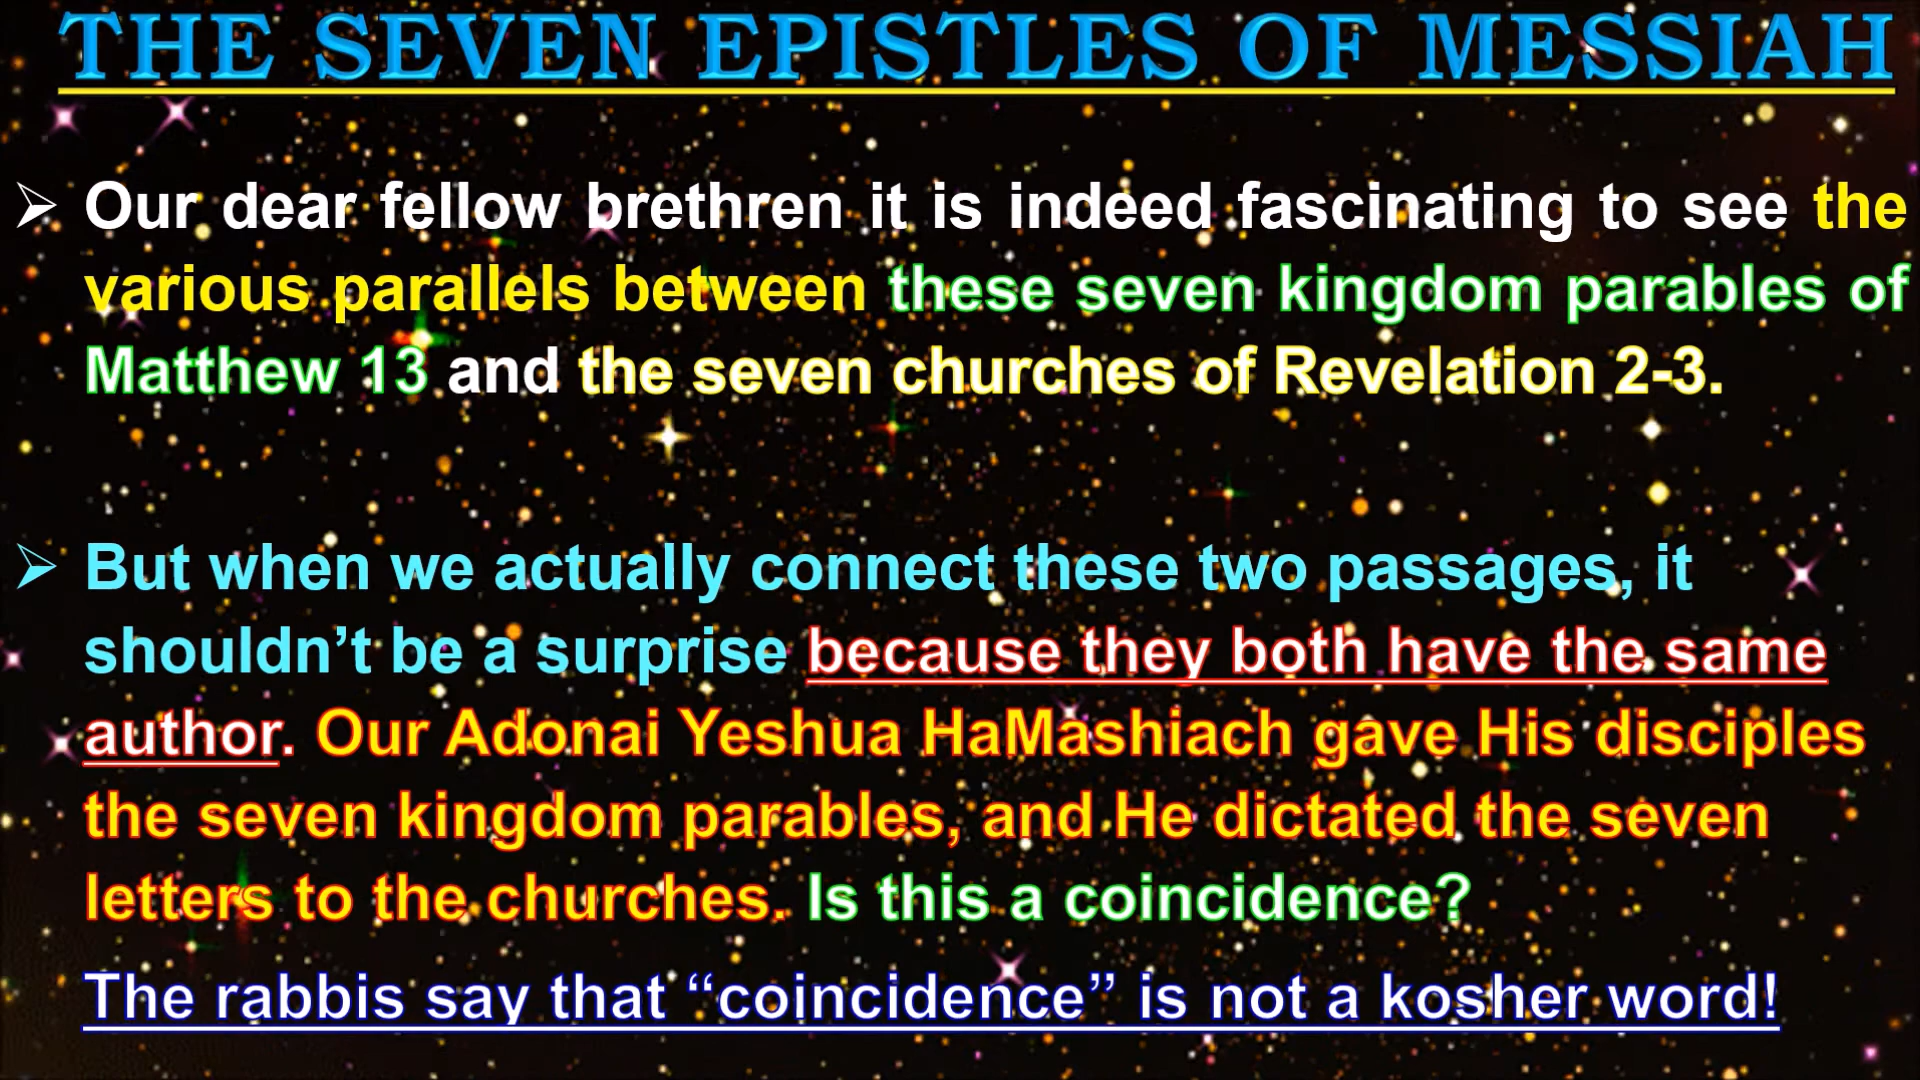 THE SEVEN EPISTLES OF MESSIAH
➢ Our dear fellow brethren it is indeed fascinating to see the
various parallels between these seven kingdom parables of
Matthew 13 and the seven churches of Revelation 2-3.
➢ But when we actually connect these two passages, it
shouldn’t be a surprise because they both have the same
author. Our Adonai Yeshua HaMashiach gave His disciples
the seven kingdom parables, and He dictated the seven
letters to the churches. Is this a coincidence?
The rabbis say that “coincidence” is not a kosher word!